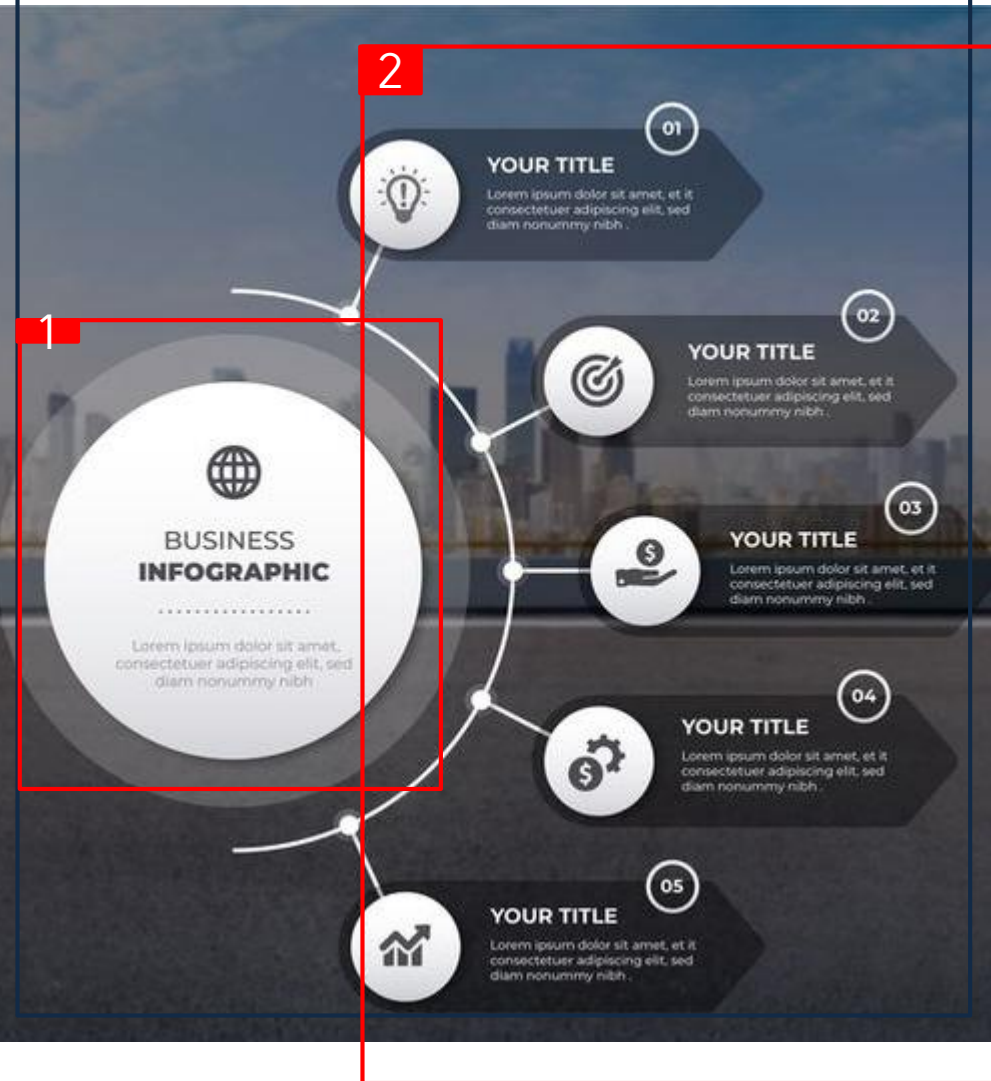 2
01
YOUR TITLE
Lorem ipsum dolor sit amet, et it
consectetuer adipiscing elit, sed
diam nonummy nibh .
1
02
YOUR TITLE
Lorem ipsum dolor sit amet, et it
consectetuer adipiscing elit, sed
diam nonummy nibh .
BUSINESS
INFOGRAPHIC
Lorem ipsum dolor sit amet,
consectetuer adipiscing elit, sed
diam nonummy nibh
03
YOUR TITLE
Lorem ipsum dolor sit amet, et it
consectetuer adipiscing elit, sed
diam nonummy nibh .
04
YOUR TITLE
Lorem ipsum dolor sit amet, et it
consectetuer adipiscing elit, sed
diam nonummy nibh .
05
YOUR TITLE
Lorem ipsum dolor sit amet, et it
consectetuer adipiscing elit, sed
diam nonummy nibh .